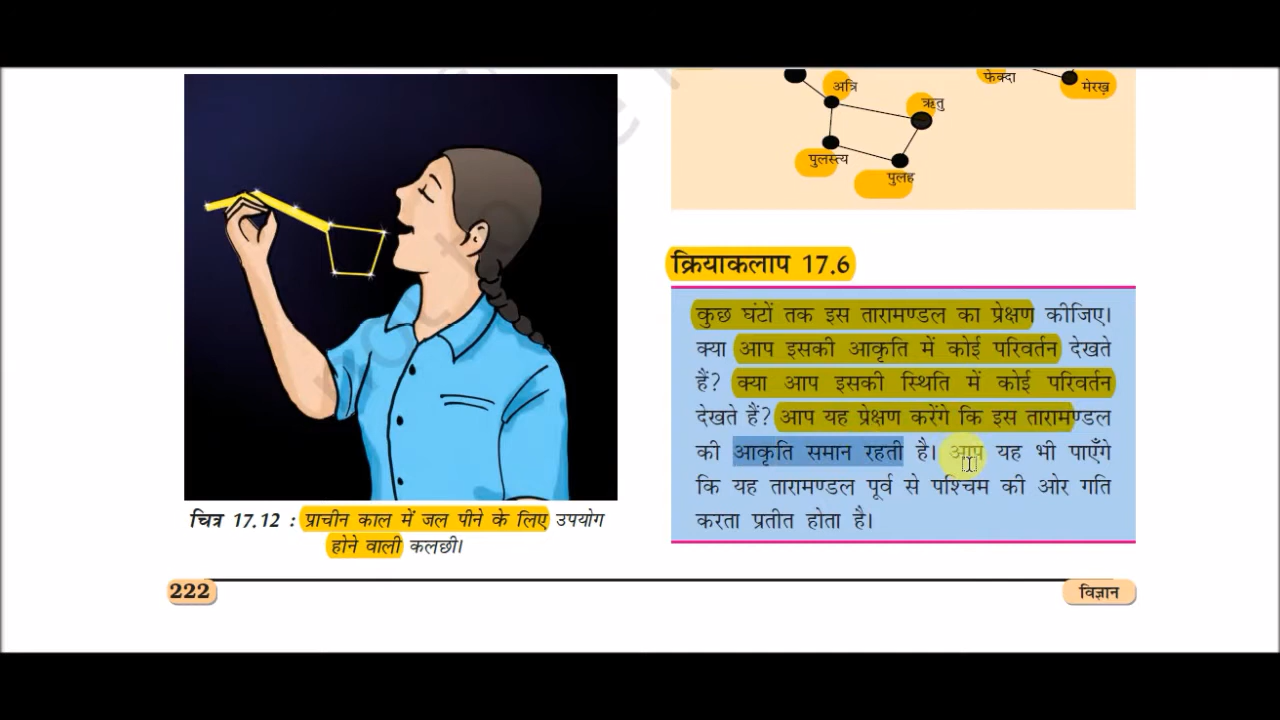 फेक्दा
मेरख़
अत्रि
ऋतु
पुलस्त्य
पुलह
क्रियाकलाप 17.6
कुछ घंटों तक इस तारामण्डल का प्रेक्षण कीजिए।
क्या आप इसकी आकृति में कोई परिवर्तन देखते
हैं? क्या आप इसकी स्थिति में कोई परिवर्तन
देखते हैं? आप यह प्रेक्षण करेंगे कि इस तारामण्डल
की आकृति समान रहती है। आप यह भी पाएँगे
कि यह तारामण्डल पूर्व से पश्चिम की ओर गति
करता प्रतीत होता है।
चित्र 17.12 : प्राचीन काल में जल पीने के लिए उपयोग
होने वाली कलछी।
222
विज्ञान